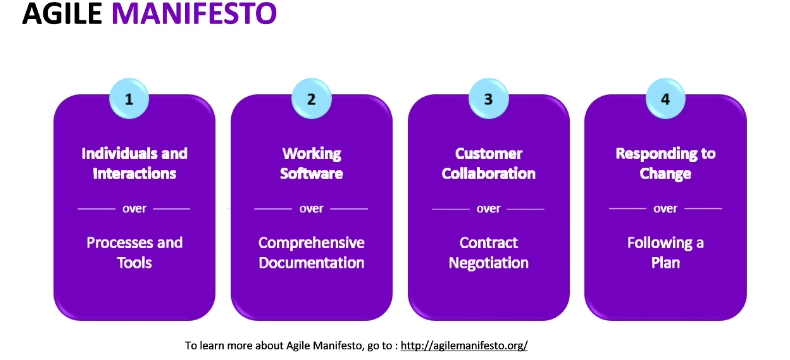 AGILE MANIFESTO
1
Individuals and
Interactions
over
Processes and
Tools
2
Working
Software
over
Comprehensive
Documentation
3
Customer
Collaboration
over
Contract
Negotiation
4
Responding to
Change
over
Following a
Plan
To learn more about Agile Manifesto, go to : http://agilemanifesto.org/